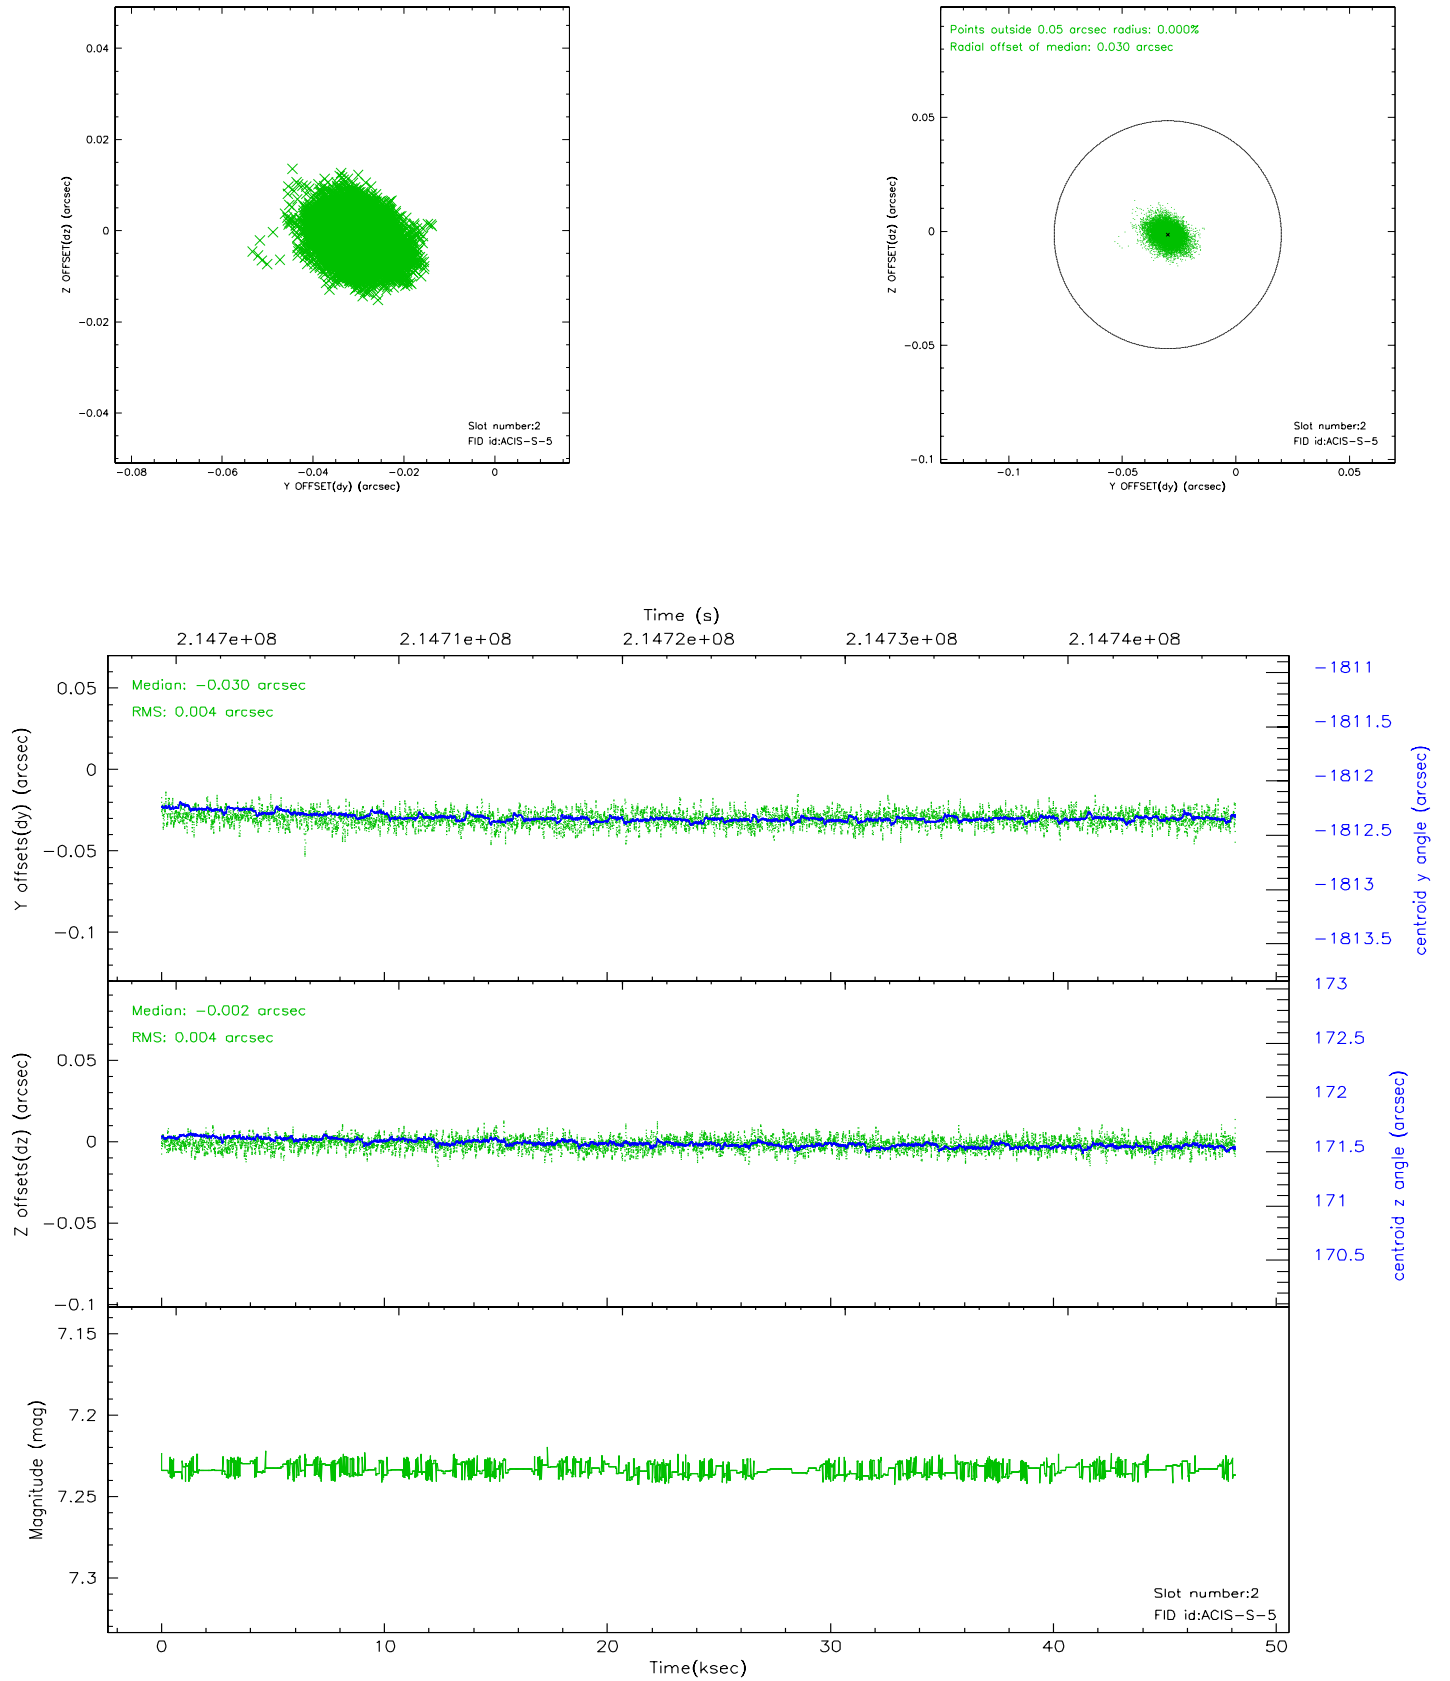 0.04
0.02
0
-0.02
-0.04
Z OFFSET(dz) (arcsec)
Slot number:2
FID id:ACIS-S-5
-0.08 -0.06 -0.04 -0.02 0
Y OFFSET(dy) (arcsec)
Points outside 0.05 arcsec radius: 0.000%
Radial offset of median: 0.030 arcsec
0.05
0
-0.05
-0.1
Z OFFSET(dz) (arcsec)
Slot number:2
FID id:ACIS-S-5
-0.1 -0.05 0 0.05
Y OFFSET(dy) (arcsec)
Time (s)
2.147e+08 2.1471e+08 2.1472e+08 2.1473e+08 2.1474e+08
Median: -0.030 arcsec
RMS: 0.004 arcsec
0.05
0
-0.05
-0.1
Y offsets(dy) (arcsec)
-1811
-1811.5
-1812
-1812.5
-1813
-1813.5
centroid y angle (arcsec)
Median: -0.002 arcsec
RMS: 0.004 arcsec
0.05
0
-0.05
-0.1
Z offsets(dz) (arcsec)
173
172.5
172
171.5
171
170.5
centroid z angle (arcsec)
7.15
7.2
7.25
7.3
Magnitude (mag)
Slot number:2
FID id:ACIS-S-5
0 10 20 30 40 50
Time(ksec)